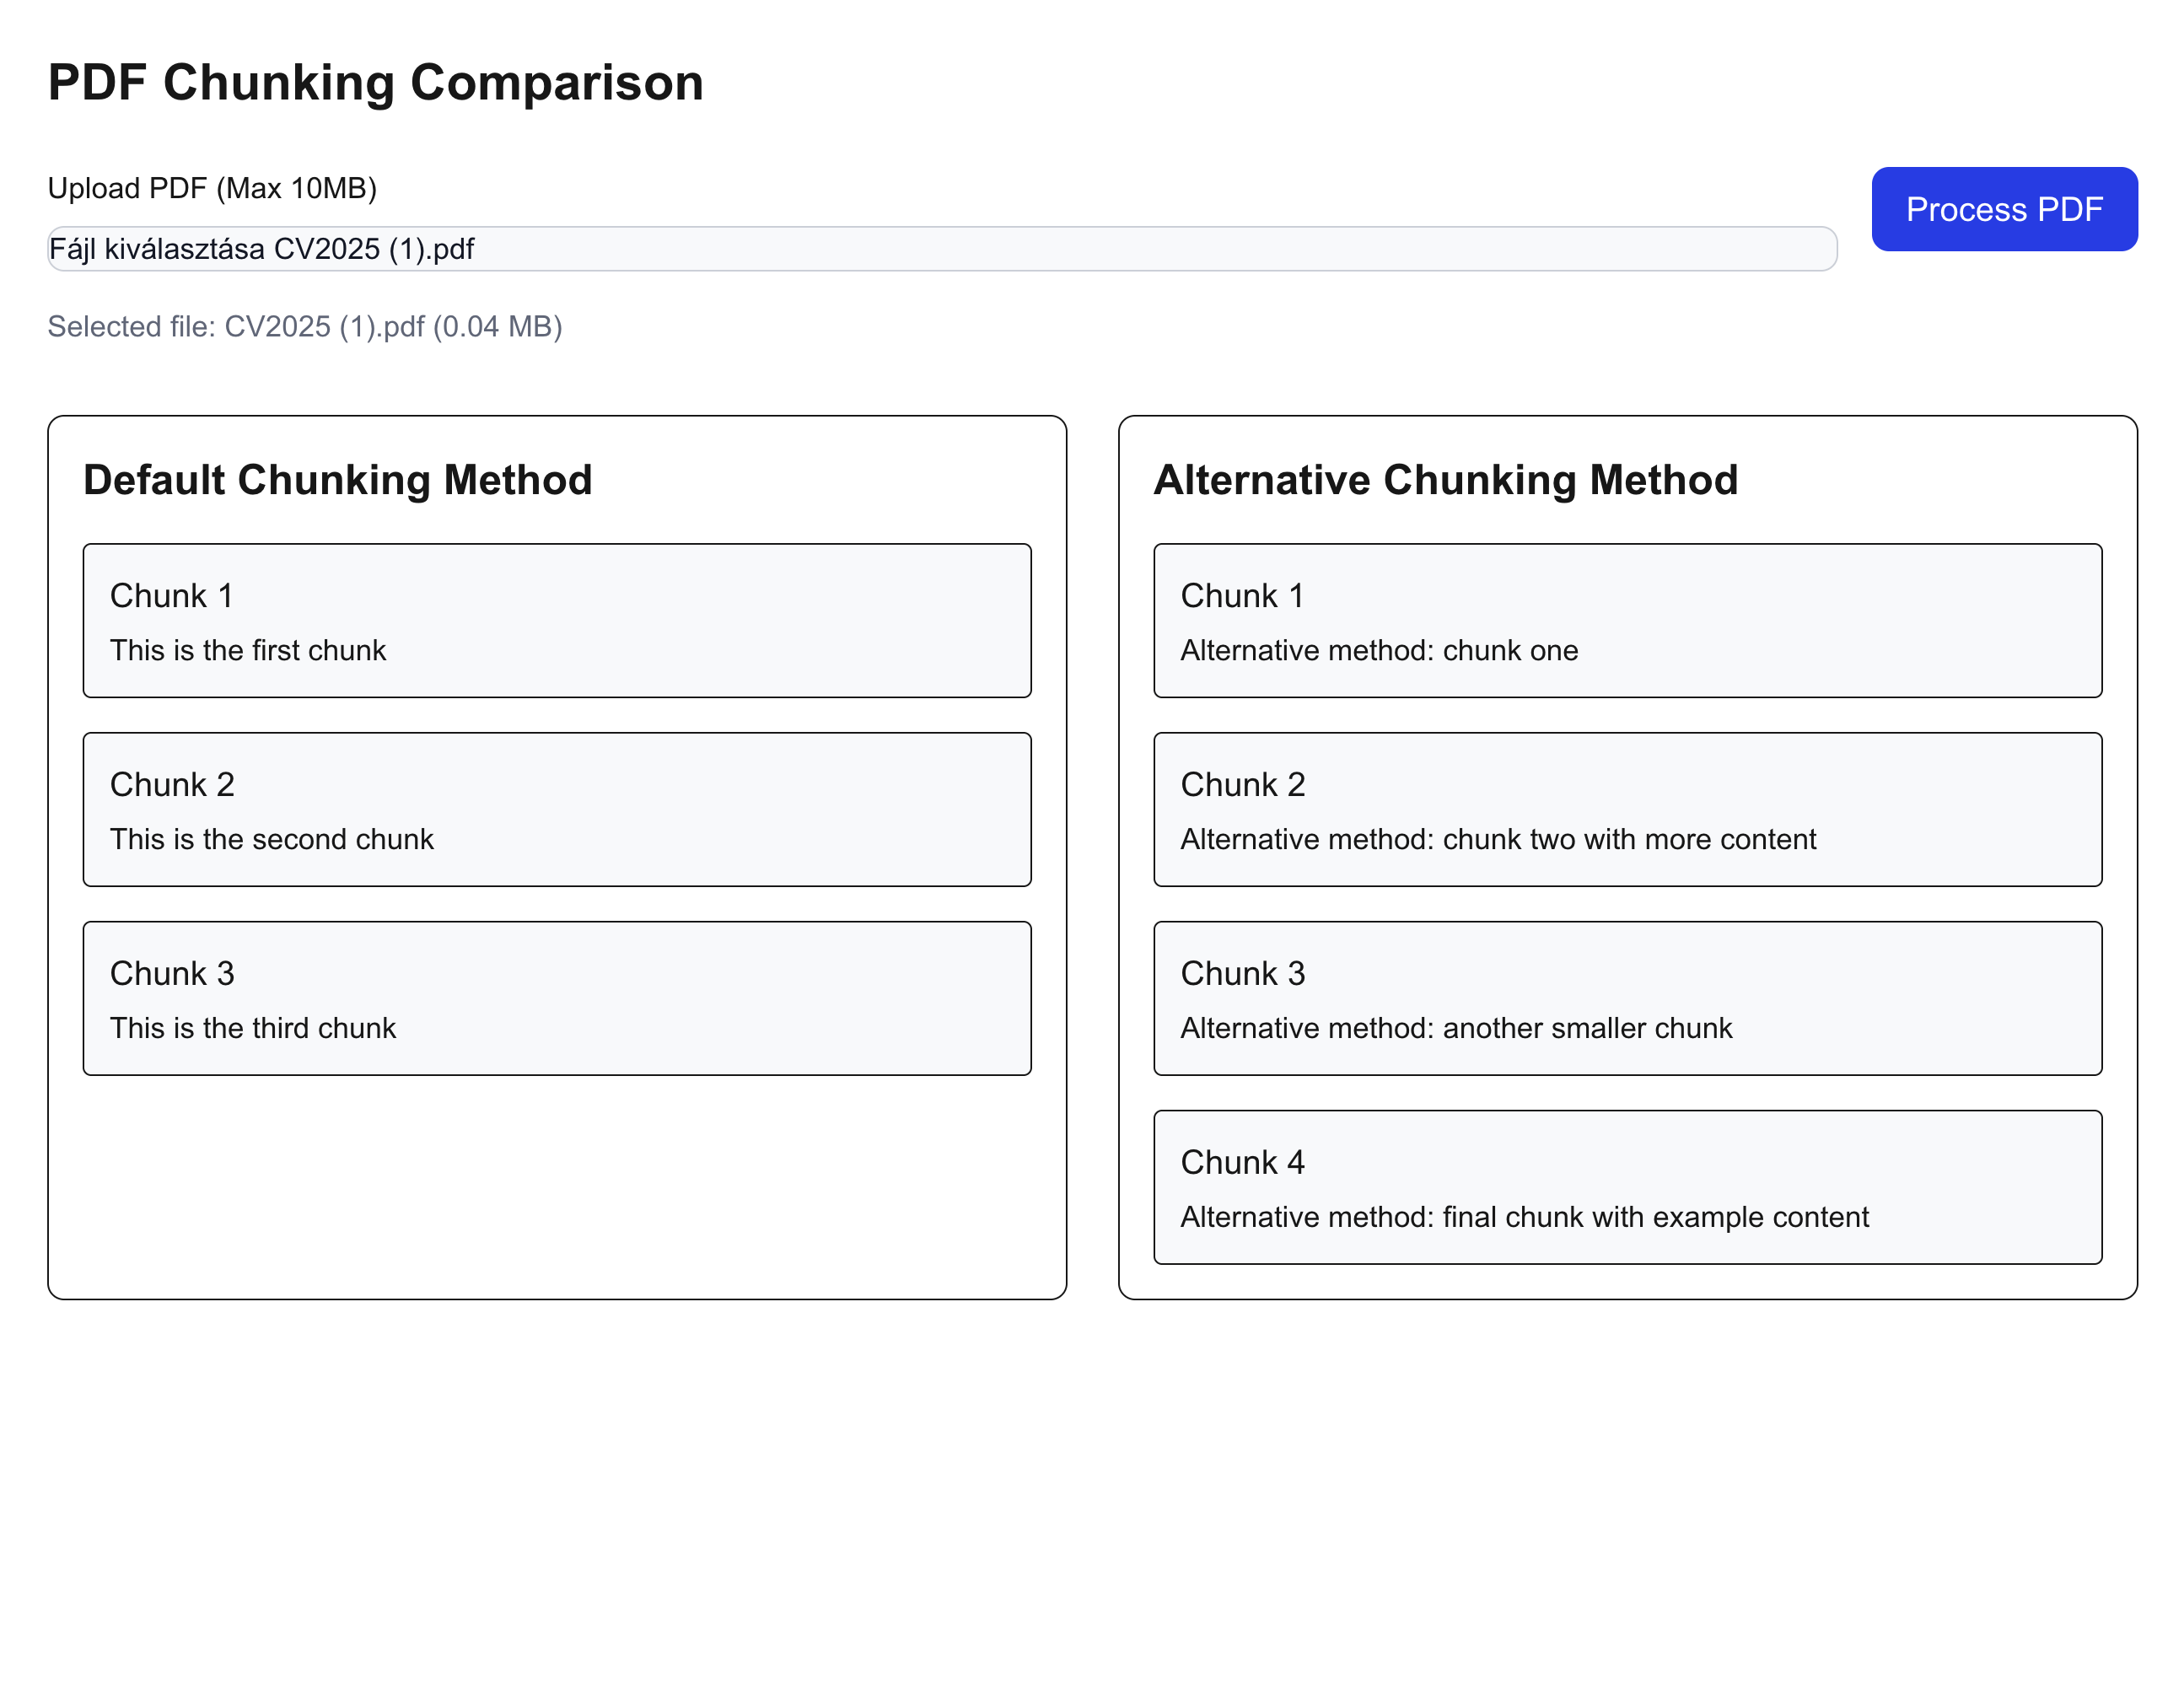 PDF Chunking Comparison
Upload PDF (Max 10MB)
Process PDF
Fájl kiválasztása CV2025 (1).pdf
Selected file: CV2025 (1).pdf (0.04 MB)
Default Chunking Method
Chunk 1
This is the first chunk
Chunk 2
This is the second chunk
Chunk 3
This is the third chunk
Alternative Chunking Method
Chunk 1
Alternative method: chunk one
Chunk 2
Alternative method: chunk two with more content
Chunk 3
Alternative method: another smaller chunk
Chunk 4
Alternative method: final chunk with example content